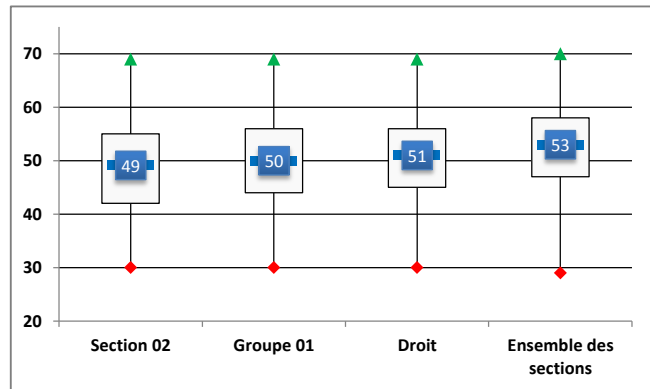 70
60
50
40
30
20
49
50
51
53
Section 02
Groupe 01
Droit
Ensemble des
sections